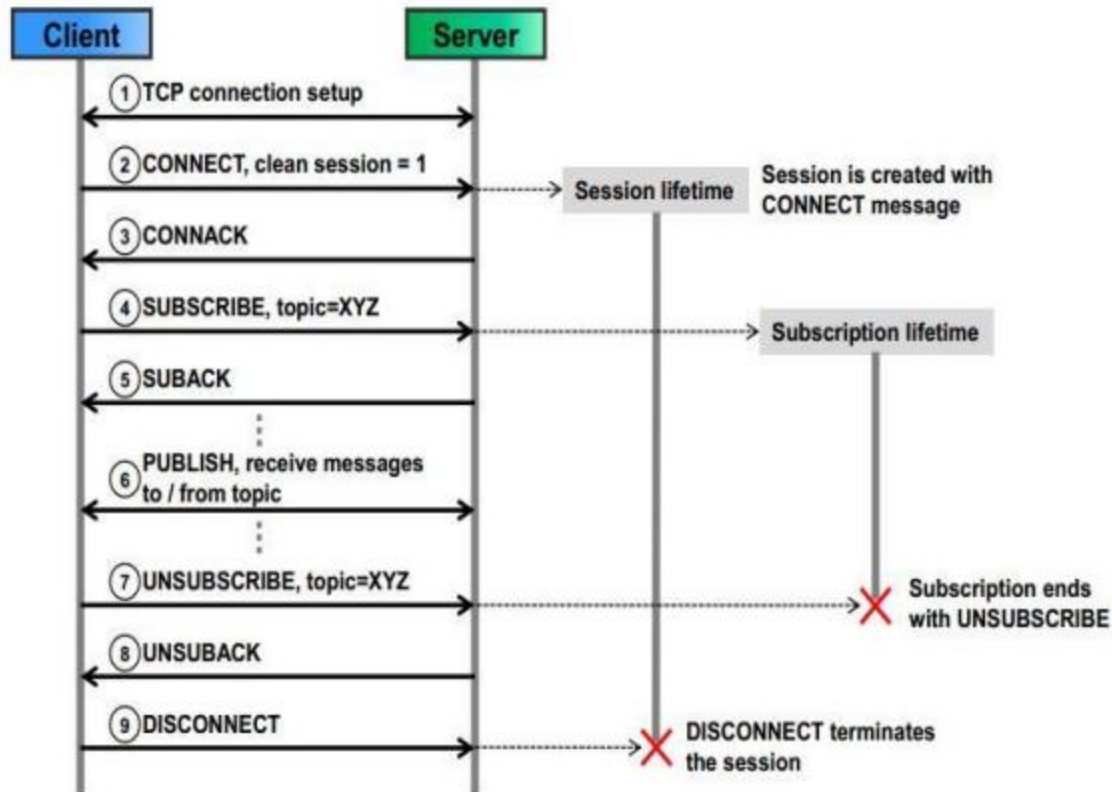 Client
Server
1 TCP connection setup
2 CONNECT, clean session = 1
Session lifetime
Session is created with
CONNECT message
3 CONNACK
4 SUBSCRIBE, topic=XYZ
Subscription lifetime
5 SUBACK
6 PUBLISH, receive messages
to / from topic
7 UNSUBSCRIBE, topic=XYZ
Subscription ends
with UNSUBSCRIBE
8 UNSUBACK
9 DISCONNECT
DISCONNECT terminates
the session